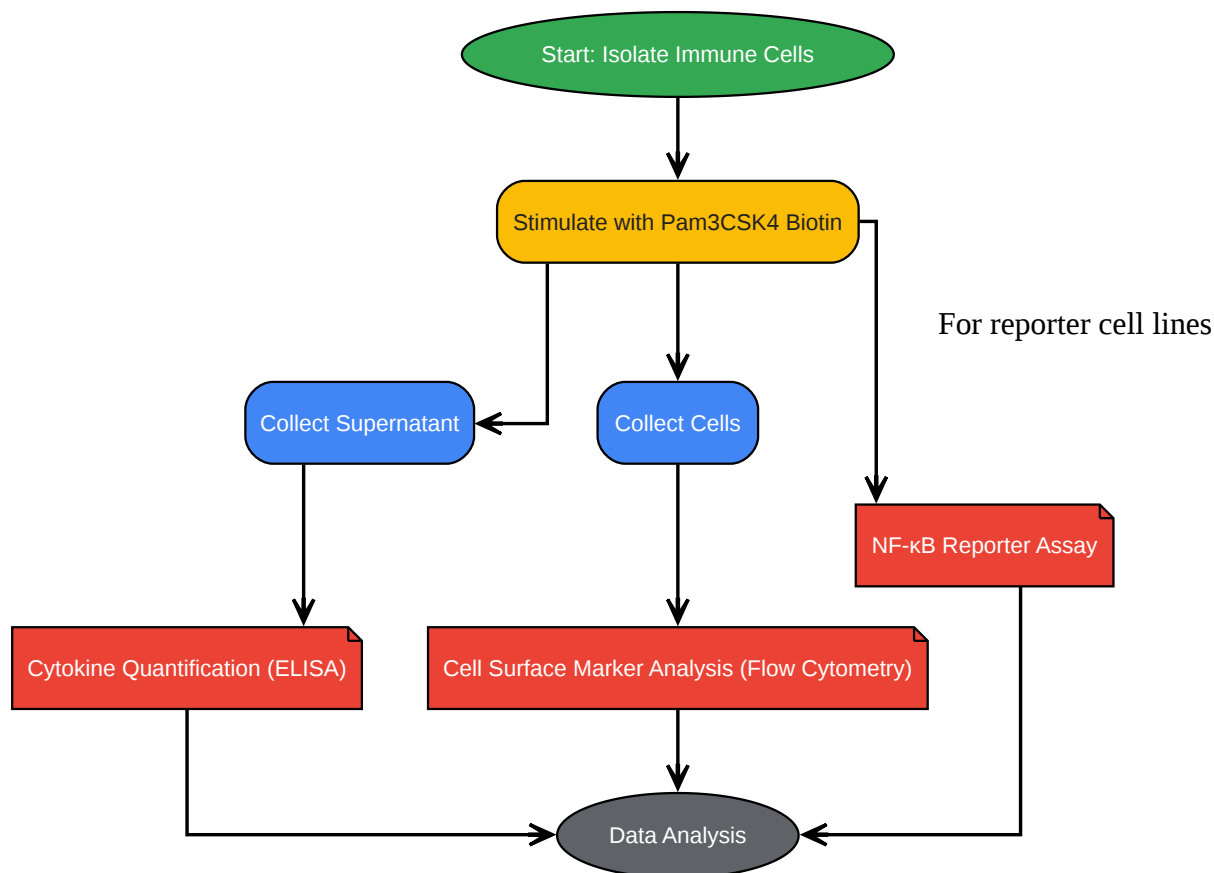 Start: Isolate Immune Cells
Stimulate with Pam3CSK4 Biotin
For reporter cell lines
Collect Supernatant
Collect Cells
NF-κB Reporter Assay
Cytokine Quantification (ELISA)
Cell Surface Marker Analysis (Flow Cytometry)
Data Analysis